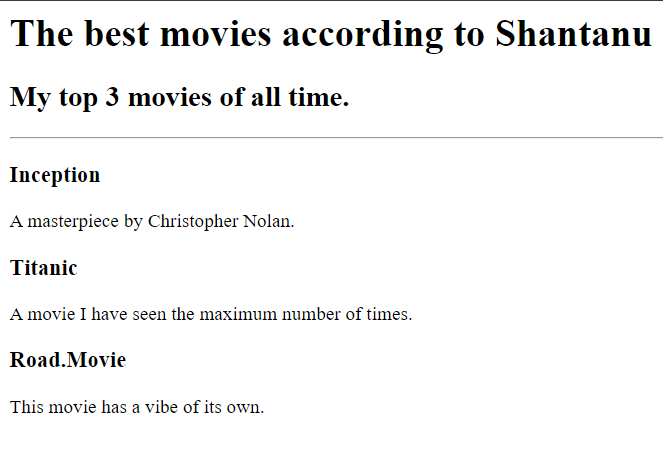 The best movies according to Shantanu
My top 3 movies of all time.
Inception
A masterpiece by Christopher Nolan.
Titanic
A movie I have seen the maximum number of times.
Road.Movie
This movie has a vibe of its own.